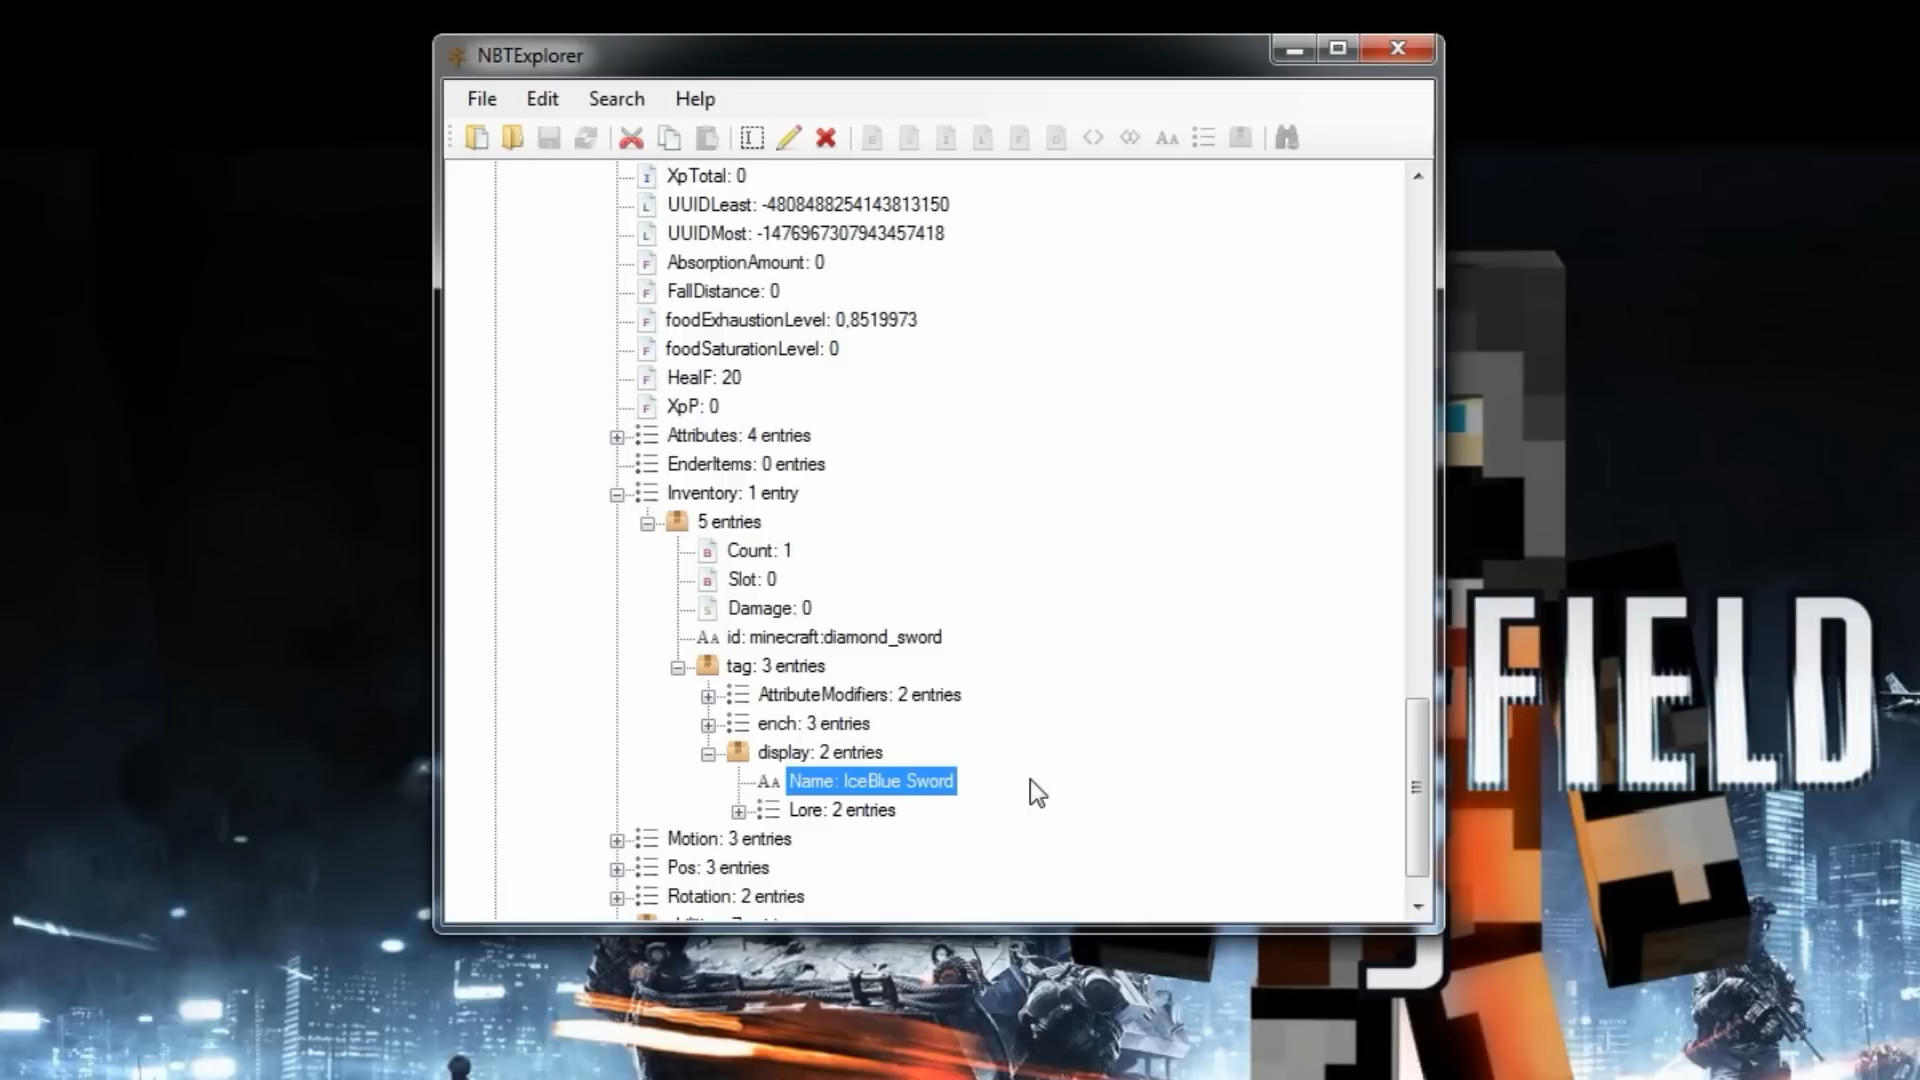 NBTExplorer
File Edit Search Help
XpTotal: 0
UUIDLeast: -4808488254143813150
UUIDMost: -1476967307943457418
AbsorptionAmount: 0
FallDistance: 0
foodExhaustionLevel: 0,8519973
foodSaturationLevel: 0
HealF: 20
XpP: 0
Attributes: 4 entries
EnderItems: 0 entries
Inventory: 1 entry
5 entries
Count: 1
Slot: 0
Damage: 0
id: minecraft:diamond_sword
tag: 3 entries
AttributeModifiers: 2 entries
ench: 3 entries
display: 2 entries
Name: IceBlue Sword
Lore: 2 entries
Motion: 3 entries
Pos: 3 entries
Rotation: 2 entries
FIELD